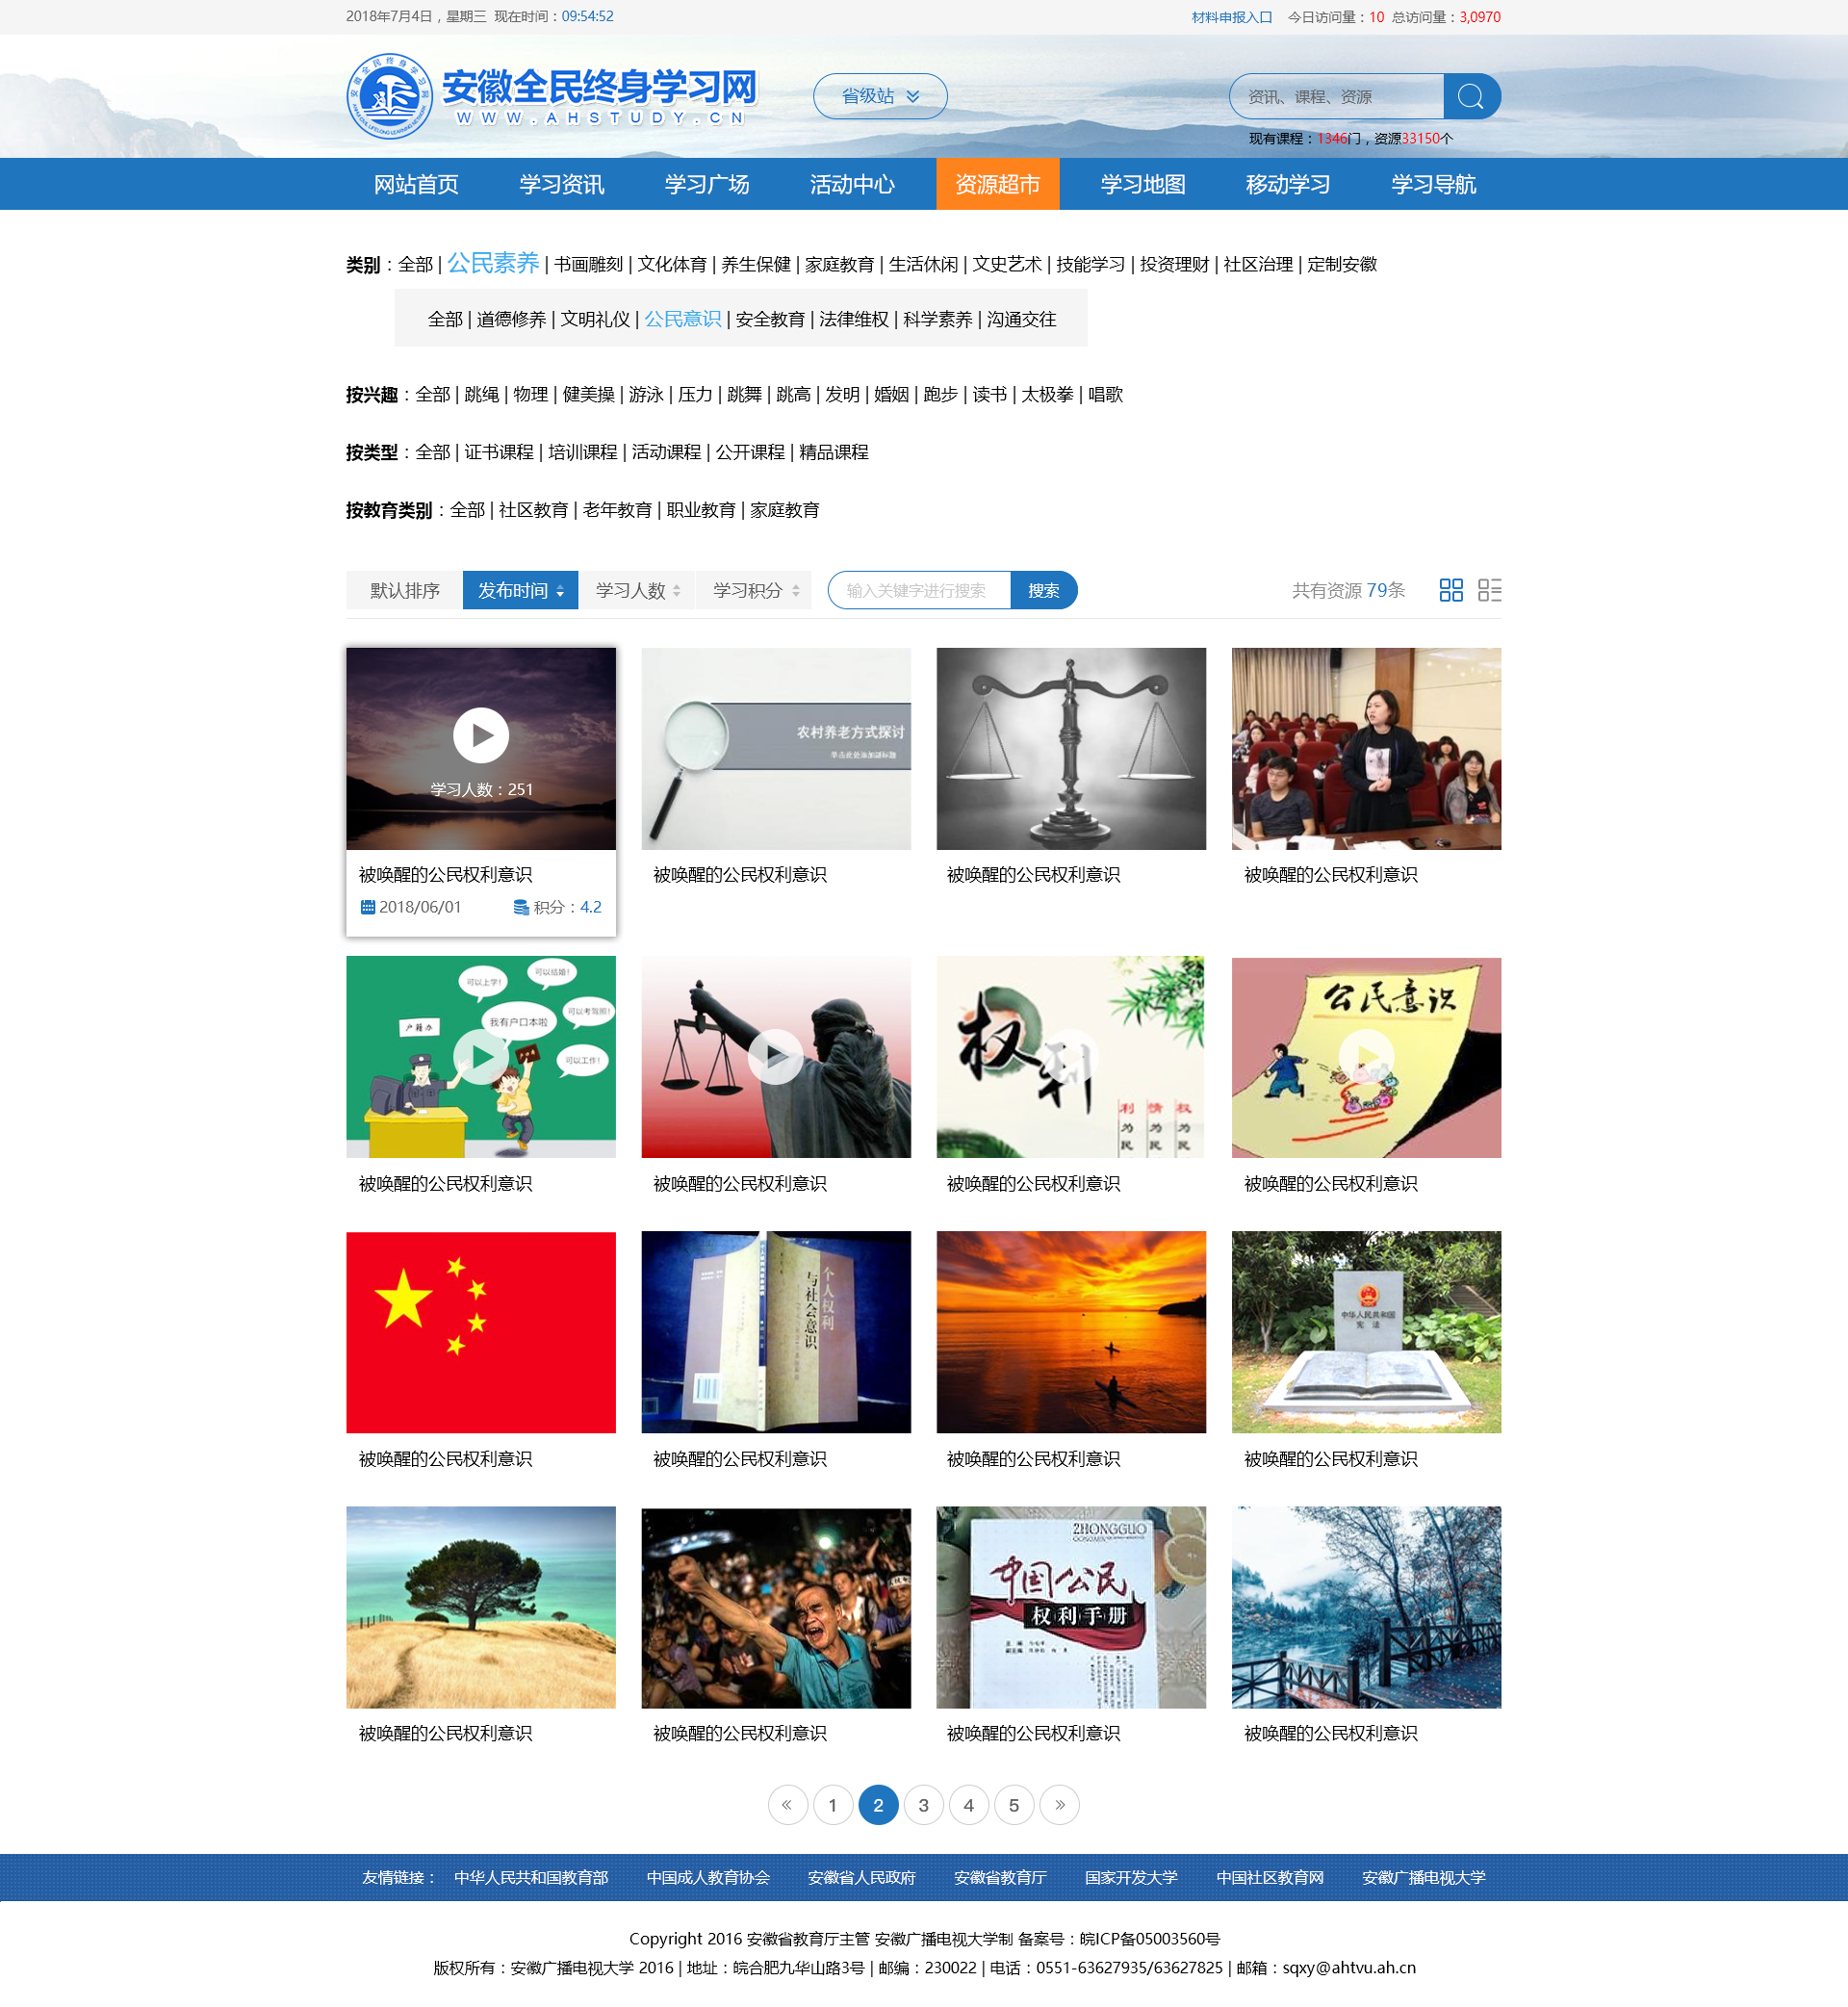 2018年7月4日，星期三 现在时间：09:54:52
材料申报入口 今日访问量：10 总访问量：3,0970
安徽全民终身学习网
WWW.AHSTUDY.CN
省级站
资讯、课程、资源
现有课程：1346门，资源33150个
网站首页 学习资讯 学习广场 活动中心 资源超市 学习地图 移动学习 学习导航
类别：全部 | 公民素养 | 书画雕刻 | 文化体育 | 养生保健 | 家庭教育 | 生活休闲 | 文史艺术 | 技能学习 | 投资理财 | 社区治理 | 定制安徽
全部 | 道德修养 | 文明礼仪 | 公民意识 | 安全教育 | 法律维权 | 科学素养 | 沟通交往
按兴趣：全部 | 跳绳 | 物理 | 健美操 | 游泳 | 压力 | 跳舞 | 跳高 | 发明 | 婚姻 | 跑步 | 读书 | 太极拳 | 唱歌
按类型：全部 | 证书课程 | 培训课程 | 活动课程 | 公开课程 | 精品课程
按教育类别：全部 | 社区教育 | 老年教育 | 职业教育 | 家庭教育
默认排序 发布时间 学习人数 学习积分 输入关键字进行搜索 搜索 共有资源 79条
学习人数：251
农村养老方式探讨
单击此处添加副标题
被唤醒的公民权利意识 被唤醒的公民权利意识 被唤醒的公民权利意识 被唤醒的公民权利意识
2018/06/01 积分：4.2
可以上学！
可以结婚！
可以考驾照！
我有户口本啦
户籍办
可以工作！
权利
利为民
情为民
权为民
公民意识
被唤醒的公民权利意识 被唤醒的公民权利意识 被唤醒的公民权利意识 被唤醒的公民权利意识
个人权利
与社会意识
中华人民共和国
宪法
被唤醒的公民权利意识 被唤醒的公民权利意识 被唤醒的公民权利意识 被唤醒的公民权利意识
ZHONGGUO
中国公民
权利手册
被唤醒的公民权利意识 被唤醒的公民权利意识 被唤醒的公民权利意识 被唤醒的公民权利意识
« 1 2 3 4 5 »
友情链接： 中华人民共和国教育部 中国成人教育协会 安徽省人民政府 安徽省教育厅 国家开发大学 中国社区教育网 安徽广播电视大学
Copyright 2016 安徽省教育厅主管 安徽广播电视大学制 备案号：皖ICP备05003560号
版权所有：安徽广播电视大学 2016 | 地址：皖合肥九华山路3号 | 邮编：230022 | 电话：0551-63627935/63627825 | 邮箱：sqxy@ahtvu.ah.cn